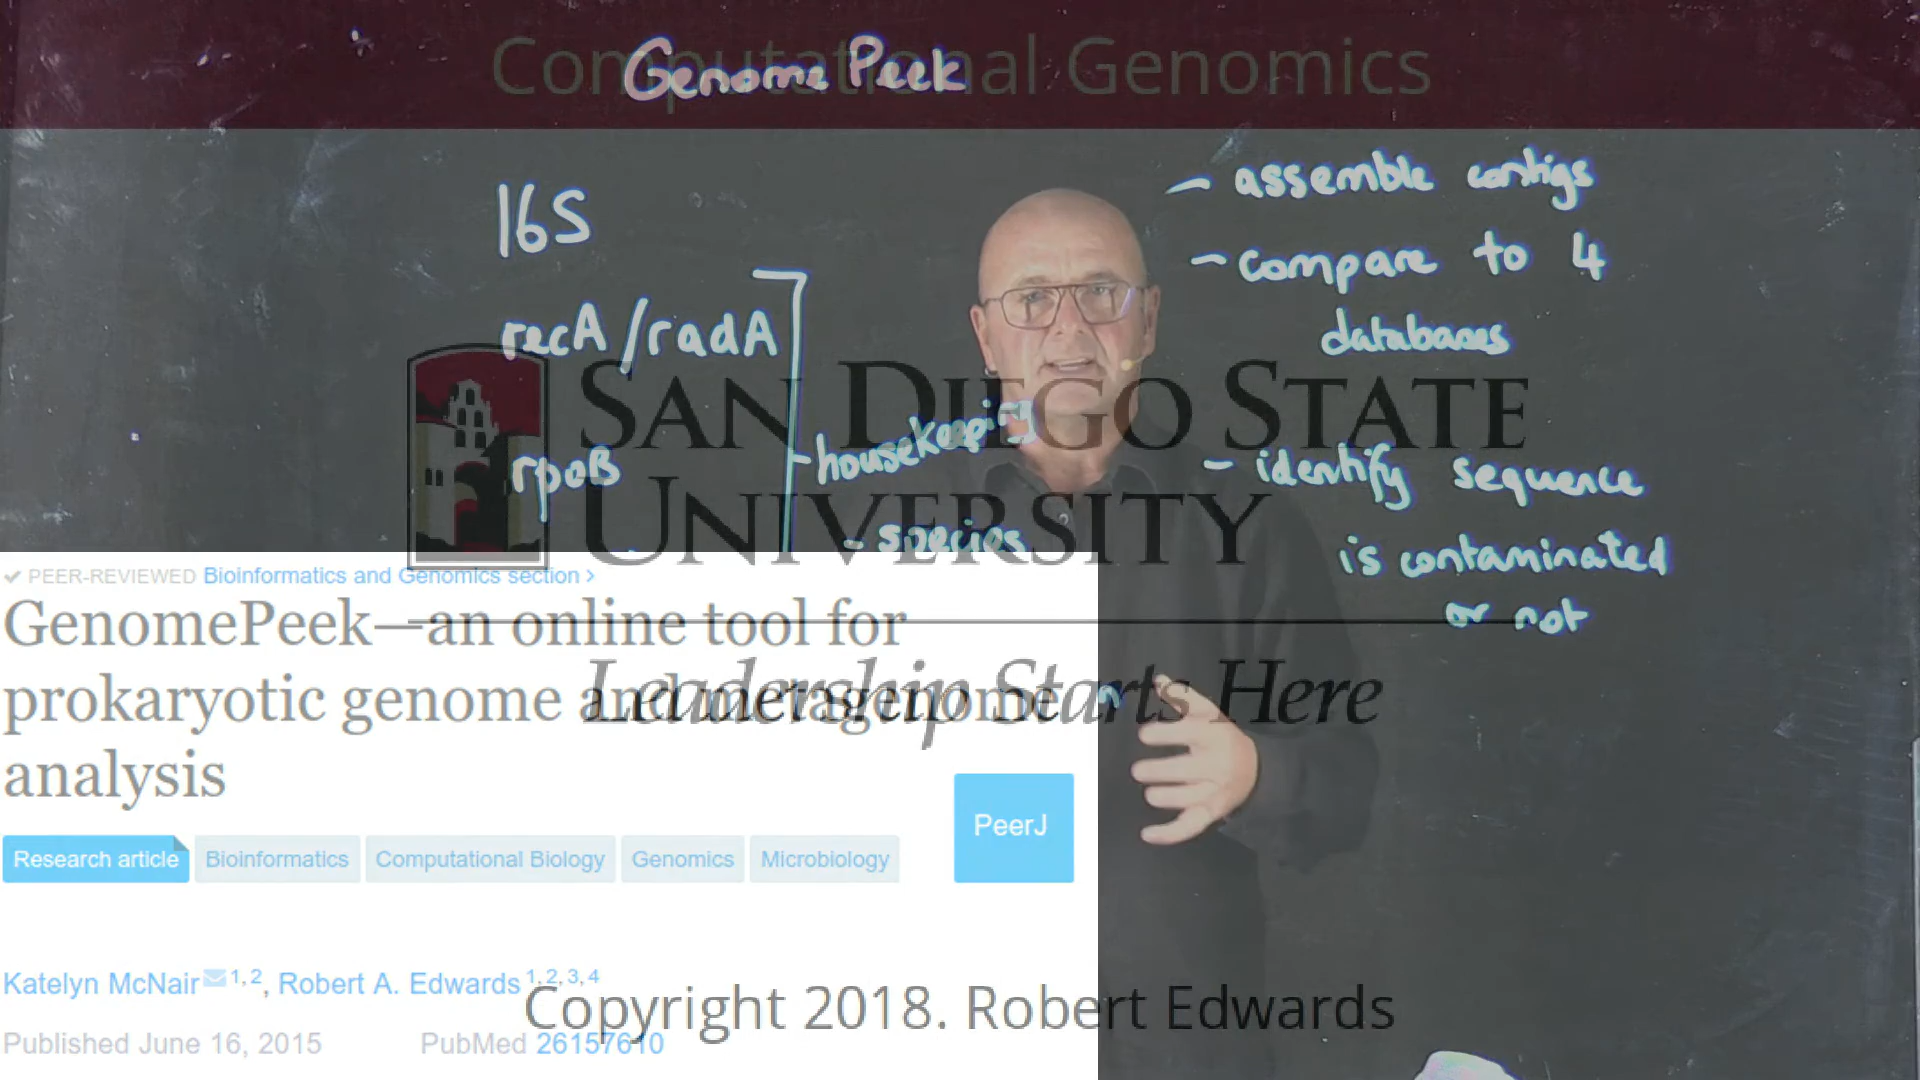 Computational Genomics
Genome Peek
16S
recA/radA
rpoB
housekeeping
- species
- assemble contigs
- compare to 4
databases
- identify sequence
is contaminated
or not
SAN DIEGO STATE
UNIVERSITY
Leadership Starts Here
PEER-REVIEWED Bioinformatics and Genomics section >
GenomePeek—an online tool for
prokaryotic genome and metagenome
analysis
PeerJ
Research article Bioinformatics Computational Biology Genomics Microbiology
Katelyn McNair 1,2, Robert A. Edwards 1,2,3,4
Published June 16, 2015 PubMed 26157610
Copyright 2018. Robert Edwards